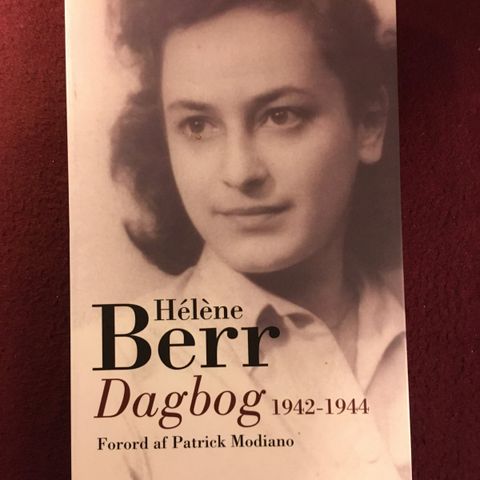 Hélène
Berr
Dagbog 1942-1944
Forord af Patrick Modiano